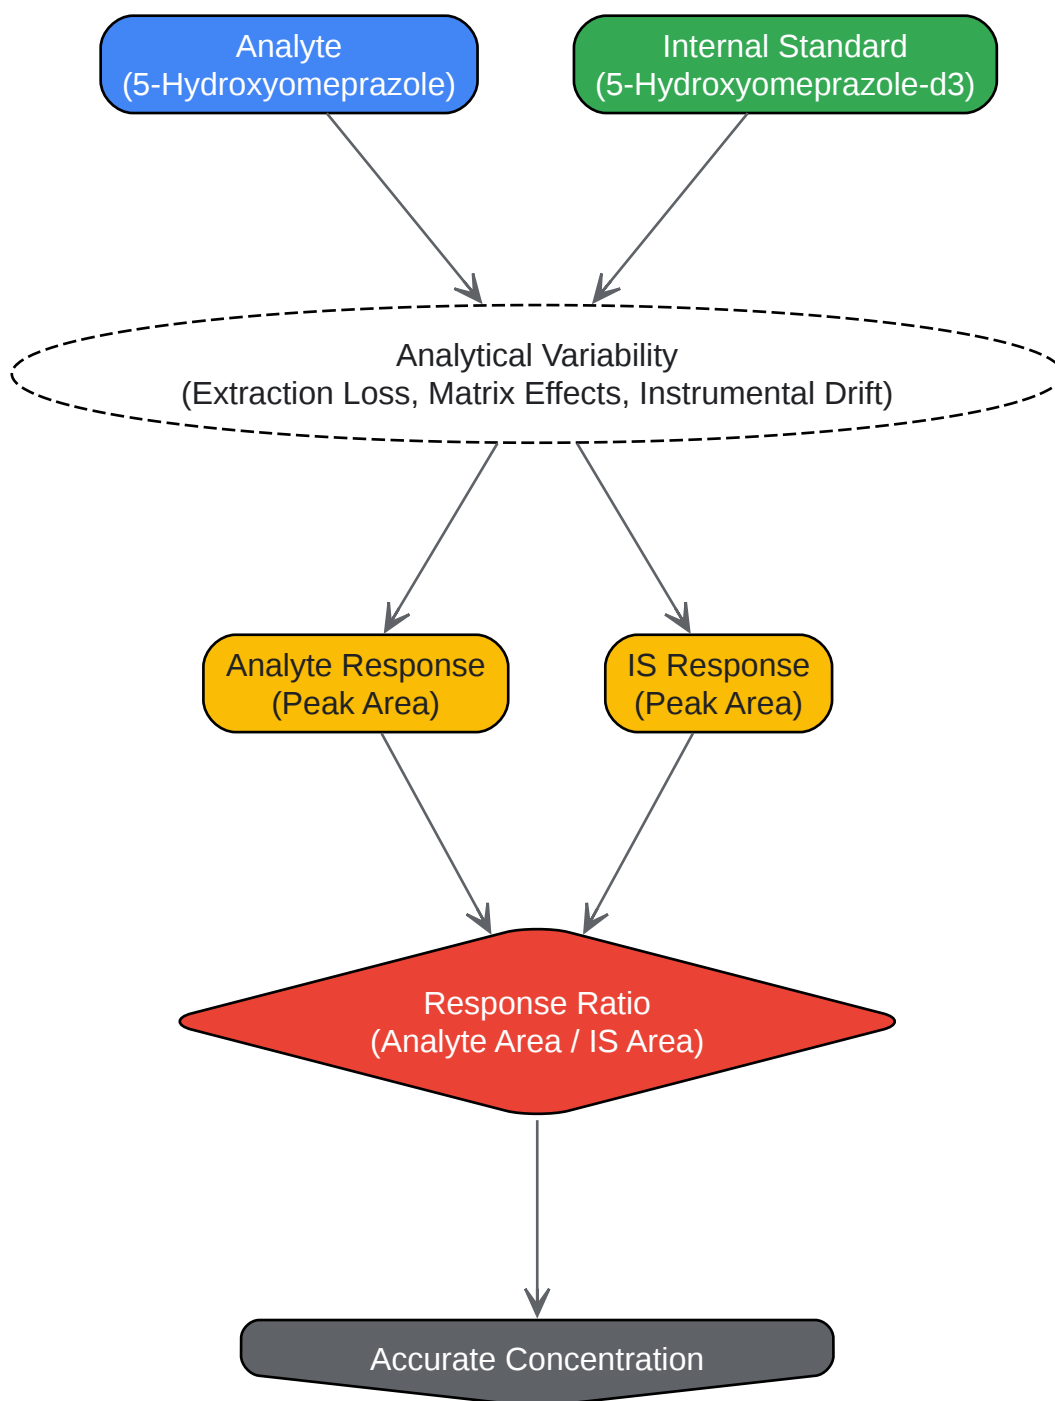 Analyte
(5-Hydroxyomeprazole)
Internal Standard
(5-Hydroxyomeprazole-d3)
Analytical Variability
(Extraction Loss, Matrix Effects, Instrumental Drift)
Analyte Response
(Peak Area)
IS Response
(Peak Area)
Response Ratio
(Analyte Area / IS Area)
Accurate Concentration